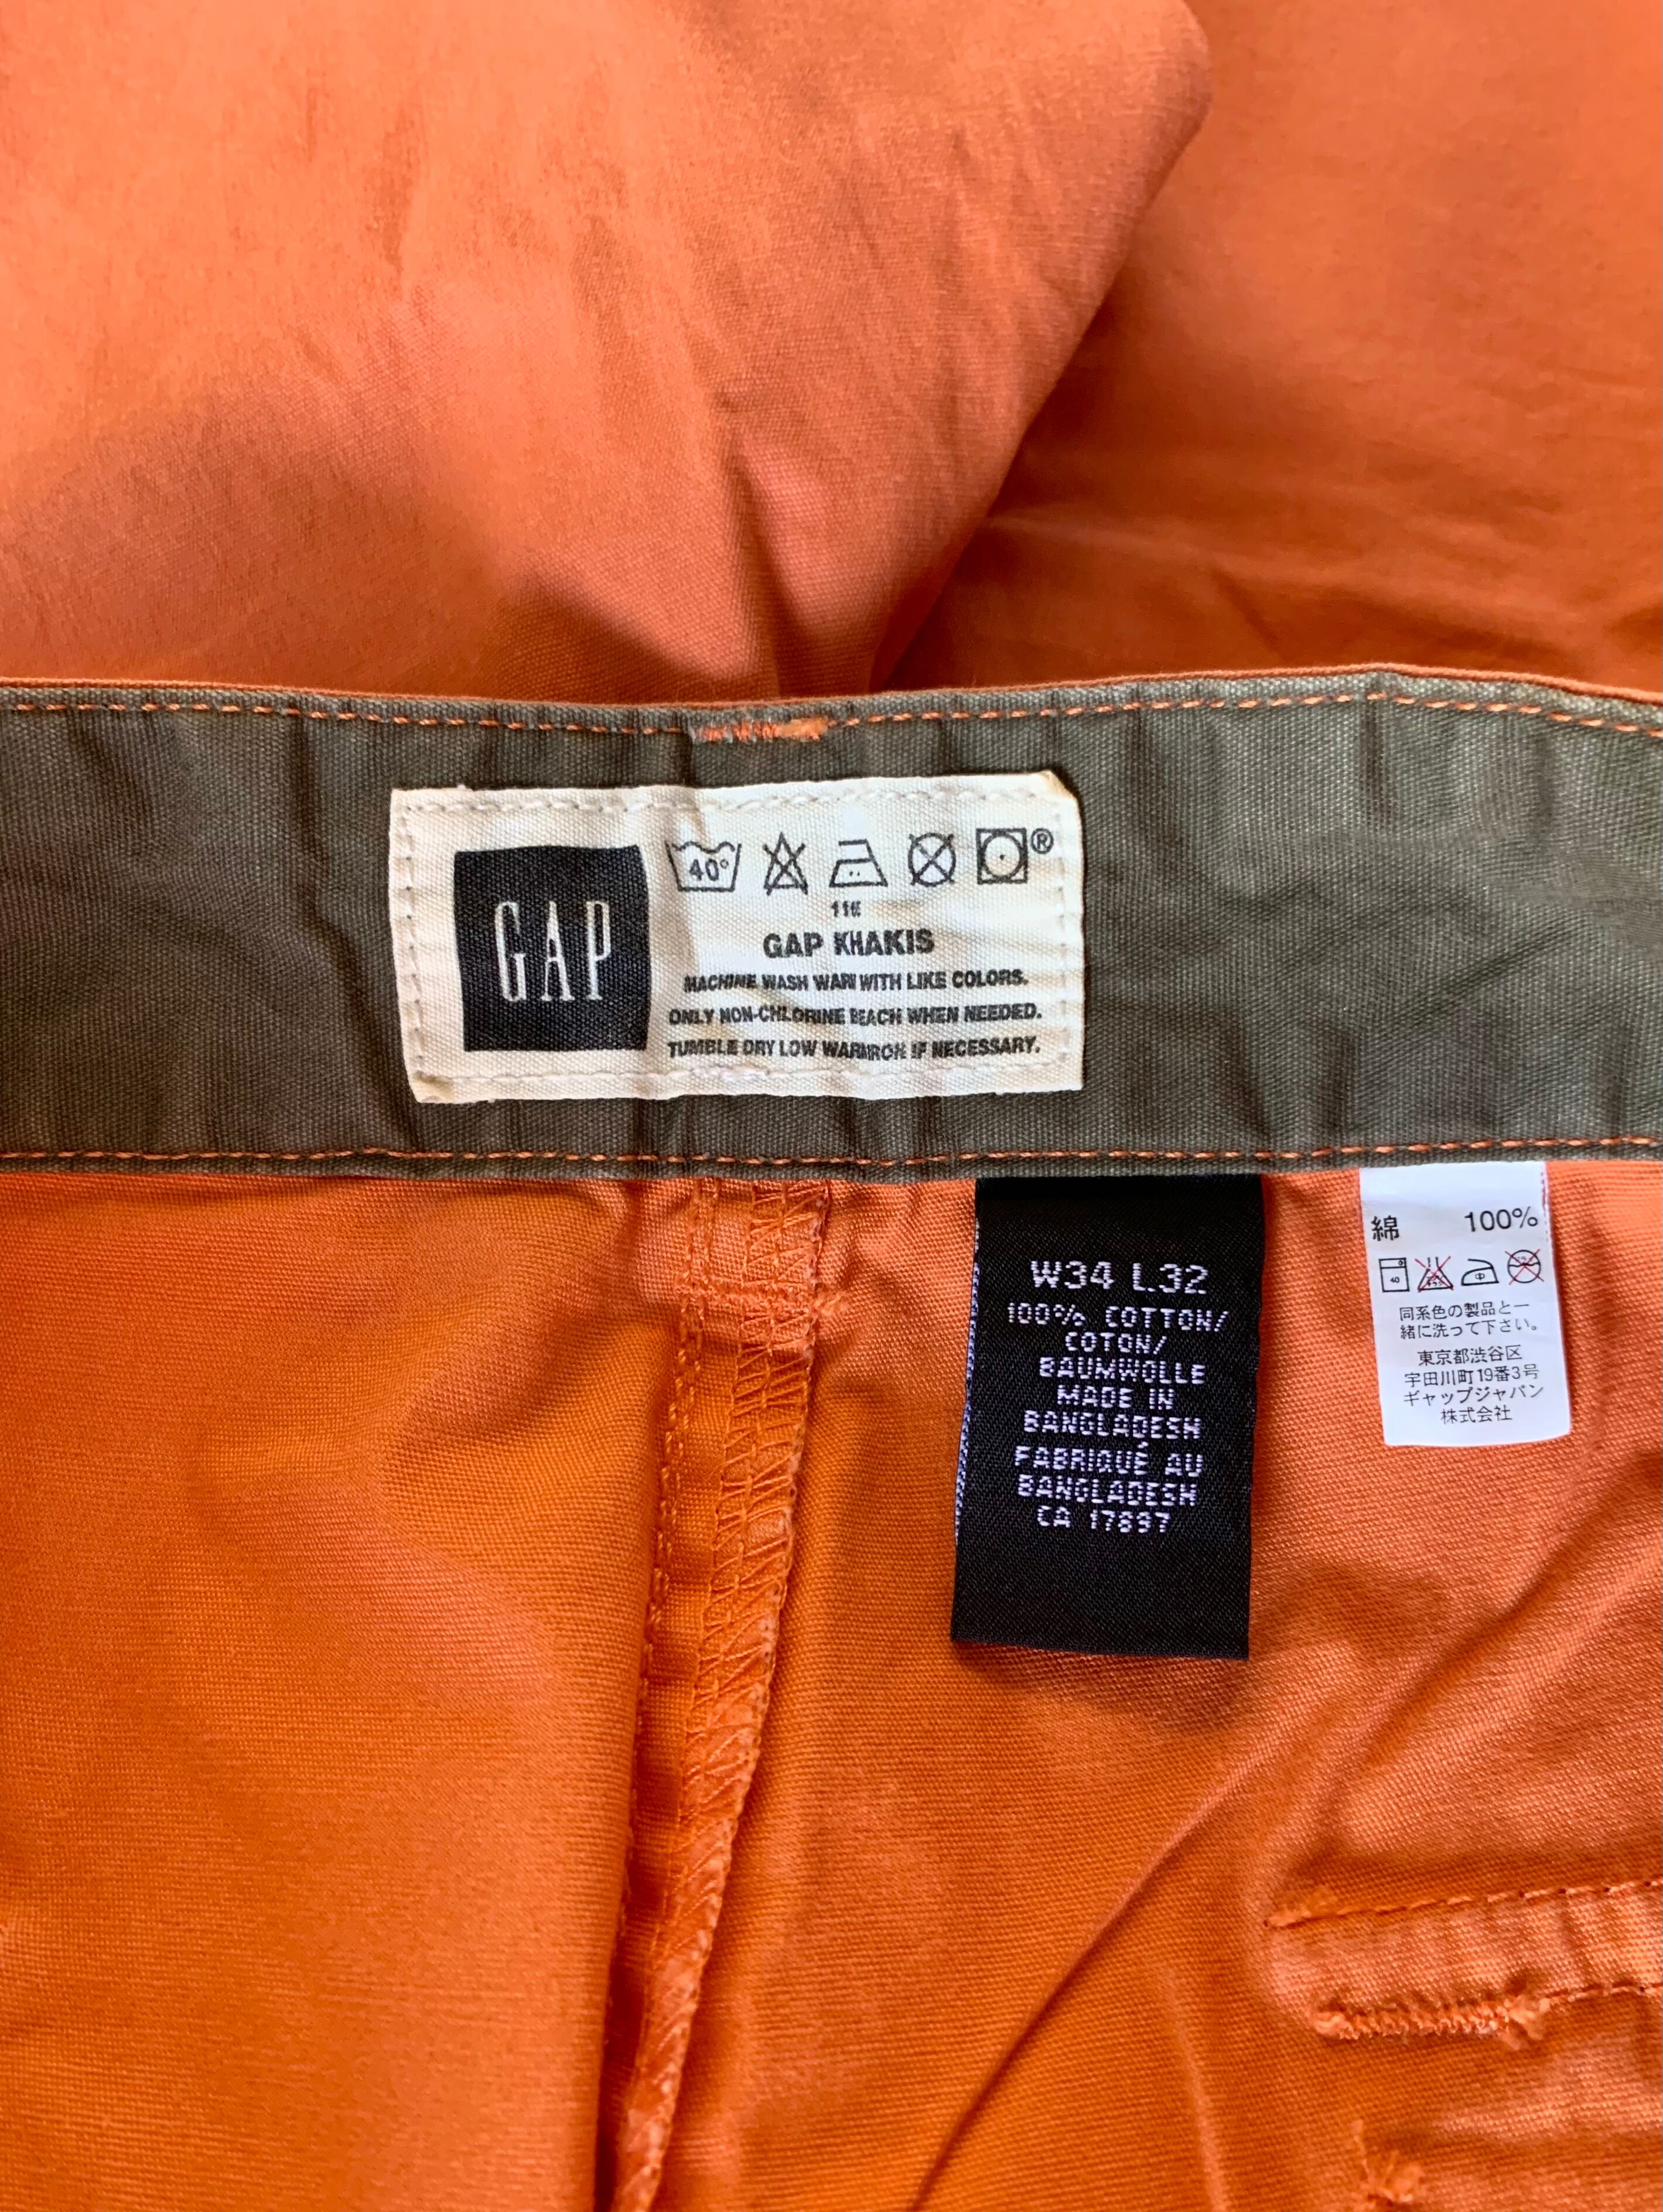 GAP
40°
®
GAP KHAKIS
MACHINE WASH WARM WITH LIKE COLORS.
ONLY NON-CHLORINE BEACH WHEN NEEDED.
TUMBLE DRY LOW WARM IRON IF NECESSARY.
W34 L32
100% COTTON/
COTON/
BAUMWOLLE
MADE IN
BANGLADESH
FABRIQUÉ AU
BANGLADESH
CA 17897
綿 100%
40 中
同系色の製品と一
緒に洗って下さい。
東京都渋谷区
宇田川町19番3号
ギャップジャパン
株式会社